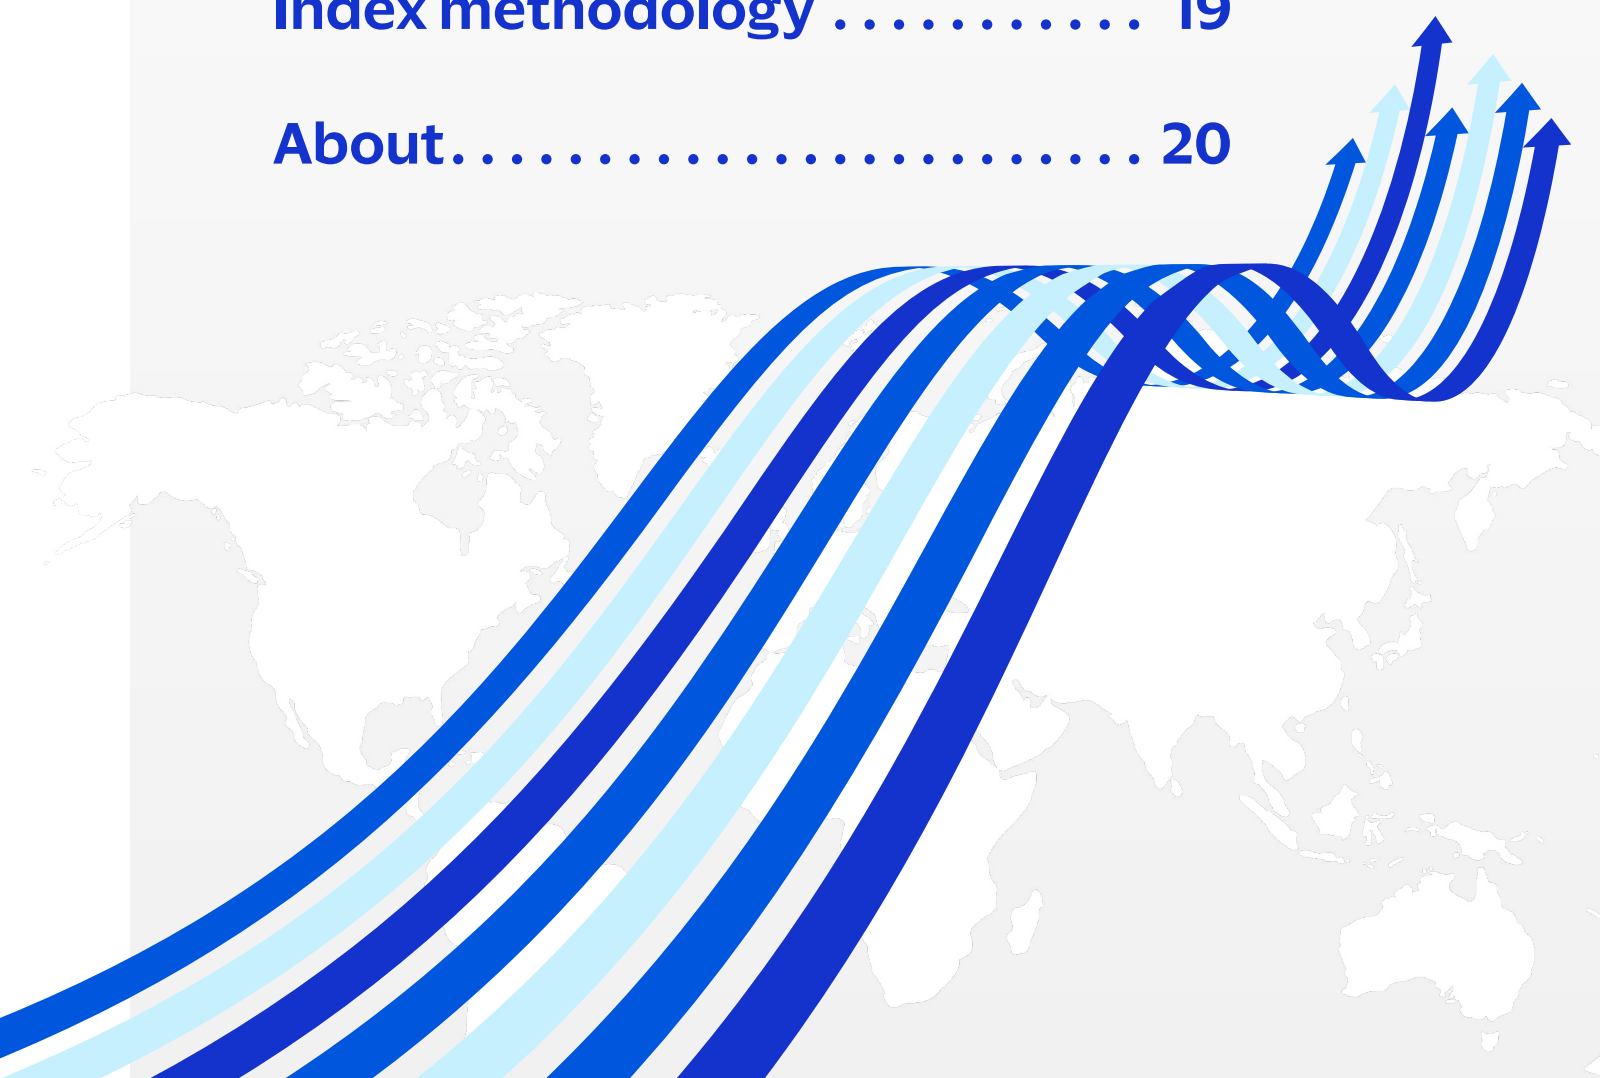 Index methodology . . . . . . . . . . . 19
About . . . . . . . . . . . . . . . . . . . . . . . . 20